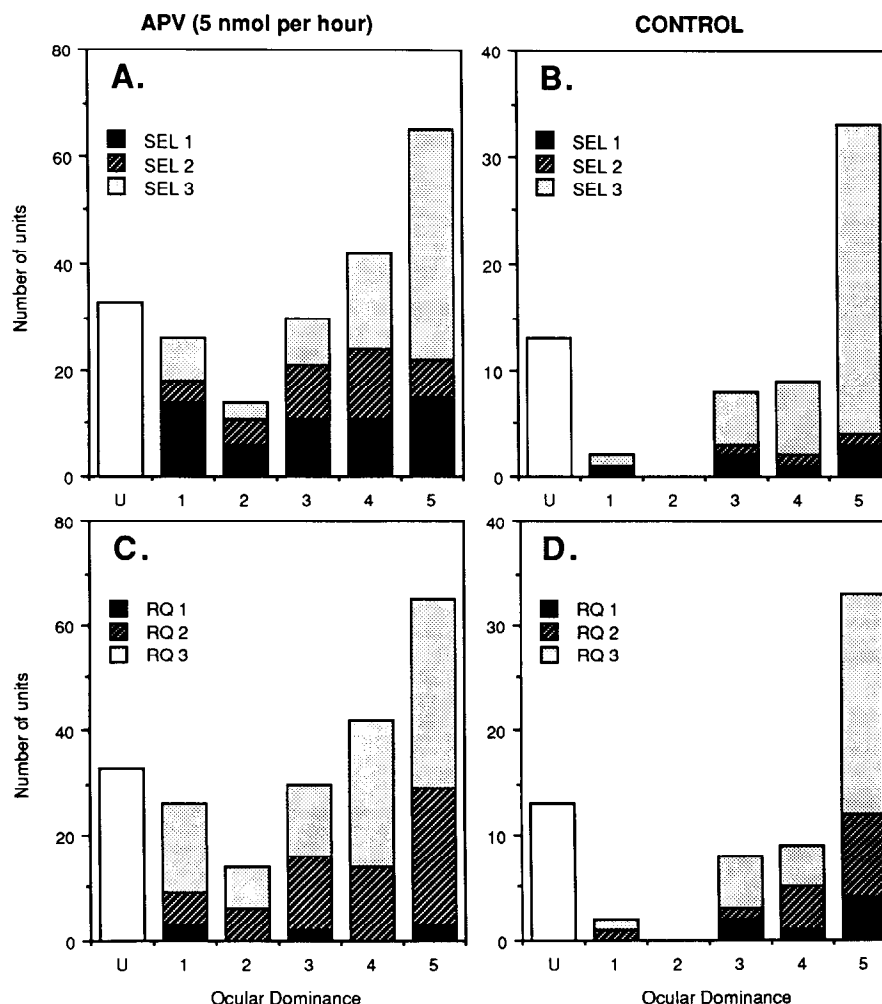 APV (5 nmol per hour)
CONTROL
A.
SEL 1
SEL 2
SEL 3
Number of units
80
60
40
20
0
U 1 2 3 4 5
B.
SEL 1
SEL 2
SEL 3
40
30
20
10
0
U 1 2 3 4 5
C.
RQ 1
RQ 2
RQ 3
Number of units
80
60
40
20
0
U 1 2 3 4 5
Ocular Dominance
D.
RQ 1
RQ 2
RQ 3
40
30
20
10
0
U 1 2 3 4 5
Ocular Dominance